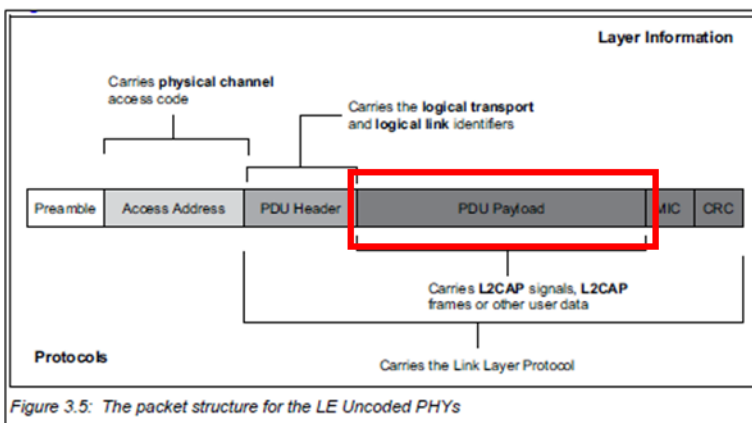 Layer Information
Carries physical channel
access code
Carries the logical transport
and logical link identifiers
Preamble Access Address PDU Header PDU Payload MIC CRC
Carries L2CAP signals, L2CAP
frames or other user data
Protocols
Carries the Link Layer Protocol
Figure 3.5: The packet structure for the LE Uncoded PHYs